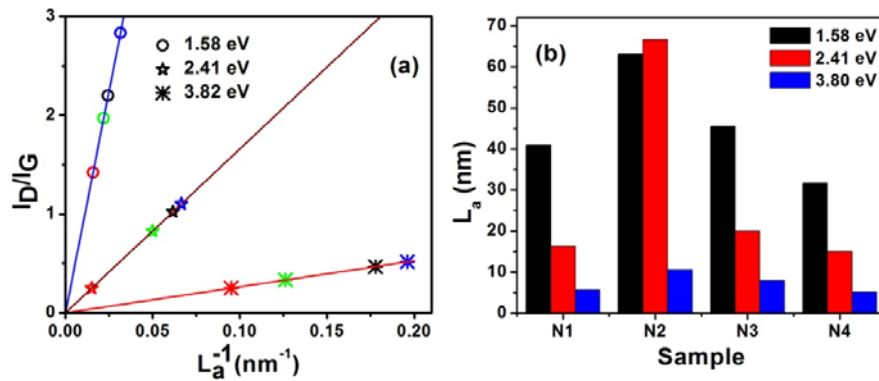 (a)
1.58 eV
2.41 eV
3.82 eV
I_D/I_G
3
2
1
0
0.00 0.05 0.10 0.15 0.20
L_a^-1 (nm^-1)
(b)
1.58 eV
2.41 eV
3.80 eV
L_a (nm)
70
60
50
40
30
20
10
0
N1 N2 N3 N4
Sample